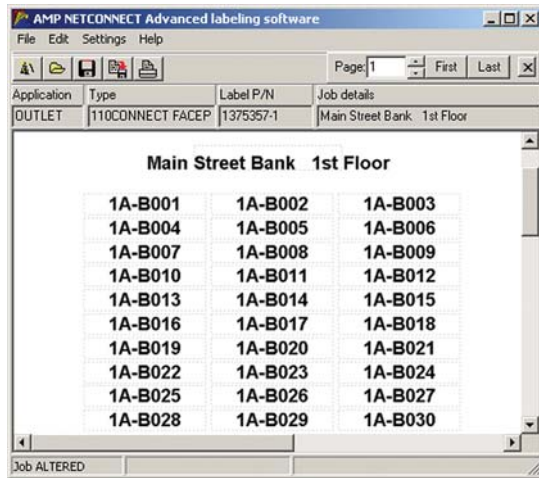 AMP NETCONNECT Advanced labeling software
File Edit Settings Help
Page: 1 First Last
Application Type Label P/N Job details
OUTLET 110CONNECT FACEP 1375357-1 Main Street Bank 1st Floor
Main Street Bank 1st Floor
1A-B001 1A-B002 1A-B003
1A-B004 1A-B005 1A-B006
1A-B007 1A-B008 1A-B009
1A-B010 1A-B011 1A-B012
1A-B013 1A-B014 1A-B015
1A-B016 1A-B017 1A-B018
1A-B019 1A-B020 1A-B021
1A-B022 1A-B023 1A-B024
1A-B025 1A-B026 1A-B027
1A-B028 1A-B029 1A-B030
Job ALTERED